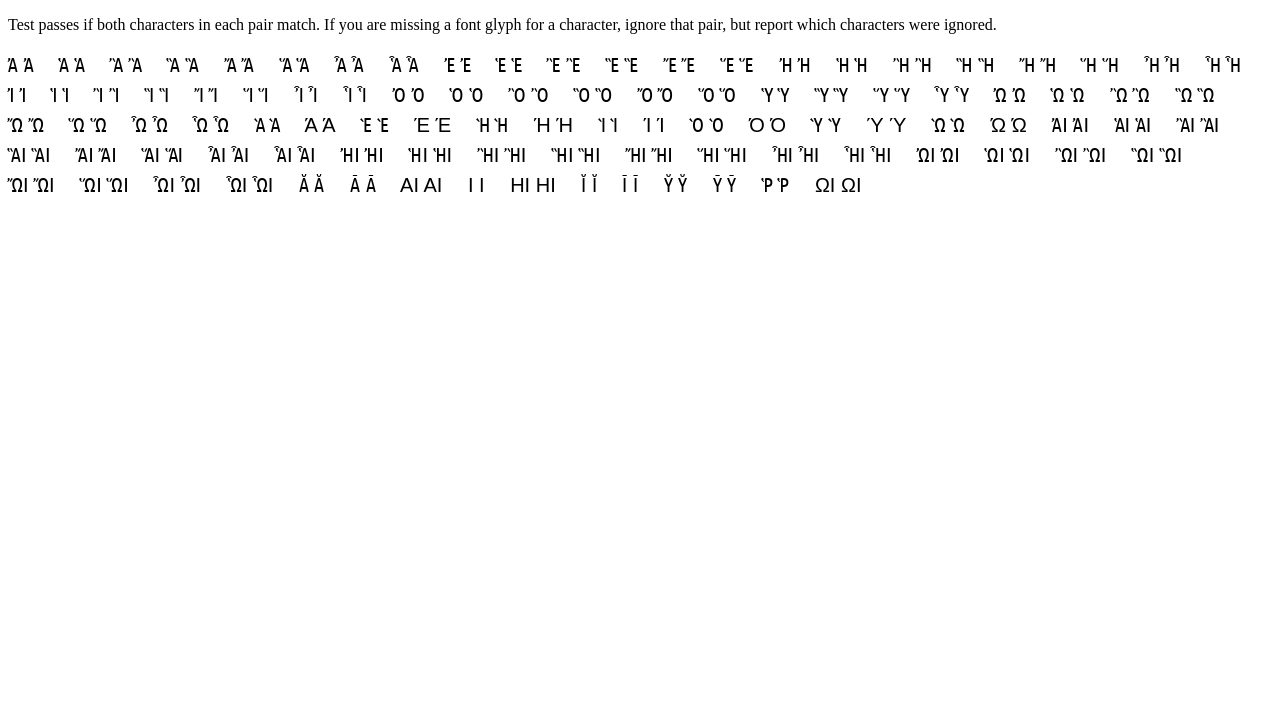 Test passes if both characters in each pair match. If you are missing a font glyph for a character, ignore that pair, but report which characters were ignored.
Ἀ Ἀ Ἁ Ἁ Ἂ Ἂ Ἃ Ἃ Ἄ Ἄ Ἅ Ἅ Ἆ Ἆ Ἇ Ἇ Ἐ Ἐ Ἑ Ἑ Ἒ Ἒ Ἓ Ἓ Ἔ Ἔ Ἕ Ἕ Ἠ Ἠ Ἡ Ἡ Ἢ Ἢ Ἣ Ἣ Ἤ Ἤ Ἥ Ἥ Ἦ Ἦ Ἧ Ἧ
Ἰ Ἰ Ἱ Ἱ Ἲ Ἲ Ἳ Ἳ Ἴ Ἴ Ἵ Ἵ Ἶ Ἶ Ἷ Ἷ Ὀ Ὀ Ὁ Ὁ Ὂ Ὂ Ὃ Ὃ Ὄ Ὄ Ὅ Ὅ Ὑ Ὑ Ὓ Ὓ Ὕ Ὕ Ὗ Ὗ Ὠ Ὠ Ὡ Ὡ Ὢ Ὢ Ὣ Ὣ
Ὤ Ὤ Ὥ Ὥ Ὦ Ὦ Ὧ Ὧ Ὰ Ὰ Ά Ά Ὲ Ὲ Έ Έ Ὴ Ὴ Ή Ή Ὶ Ὶ Ί Ί Ὸ Ὸ Ό Ό Ὺ Ὺ Ύ Ύ Ὼ Ὼ Ώ Ώ ἈΙ ἈΙ ἉΙ ἉΙ ἊΙ ἊΙ
ἋΙ ἋΙ ἌΙ ἌΙ ἍΙ ἍΙ ἎΙ ἎΙ ἏΙ ἏΙ ἨΙ ἨΙ ἩΙ ἩΙ ἪΙ ἪΙ ἫΙ ἫΙ ἬΙ ἬΙ ἭΙ ἭΙ ἮΙ ἮΙ ἯΙ ἯΙ ὨΙ ὨΙ ὩΙ ὩΙ ὪΙ ὪΙ ὫΙ ὫΙ
ὬΙ ὬΙ ὭΙ ὭΙ ὮΙ ὮΙ ὯΙ ὯΙ Ᾰ Ᾰ Ᾱ Ᾱ ΑΙ ΑΙ Ι Ι ΗΙ ΗΙ Ῐ Ῐ Ῑ Ῑ Ῠ Ῠ Ῡ Ῡ Ῥ Ῥ ΩΙ ΩΙ